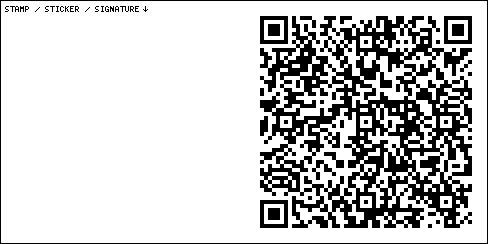 STAMP / STICKER / SIGNATURE ↓